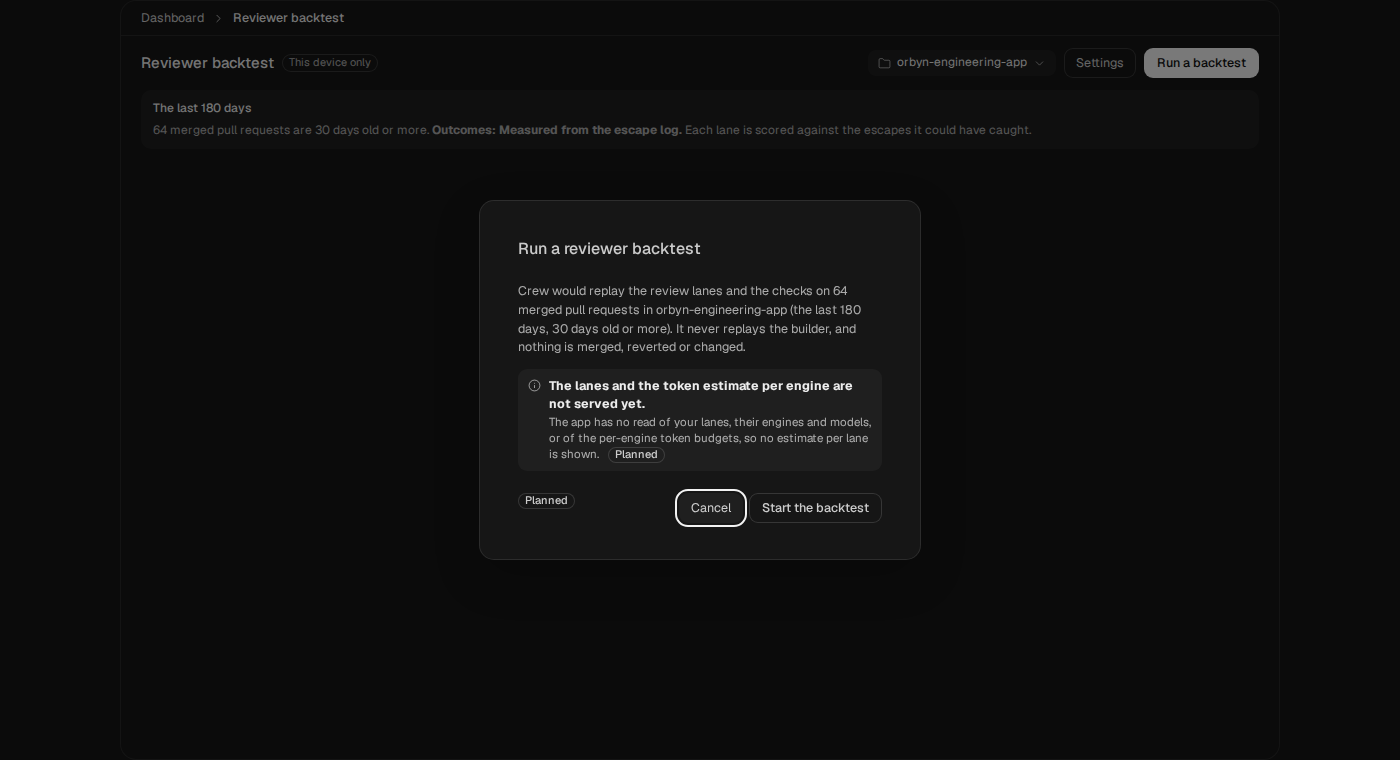 Dashboard > Reviewer backtest
Reviewer backtest This device only orbyn-engineering-app Settings Run a backtest
The last 180 days
64 merged pull requests are 30 days old or more. Outcomes: Measured from the escape log. Each lane is scored against the escapes it could have caught.
Run a reviewer backtest
Crew would replay the review lanes and the checks on 64
merged pull requests in orbyn-engineering-app (the last 180
days, 30 days old or more). It never replays the builder, and
nothing is merged, reverted or changed.
The lanes and the token estimate per engine are
not served yet.
The app has no read of your lanes, their engines and models,
or of the per-engine token budgets, so no estimate per lane
is shown. Planned
Planned Cancel Start the backtest